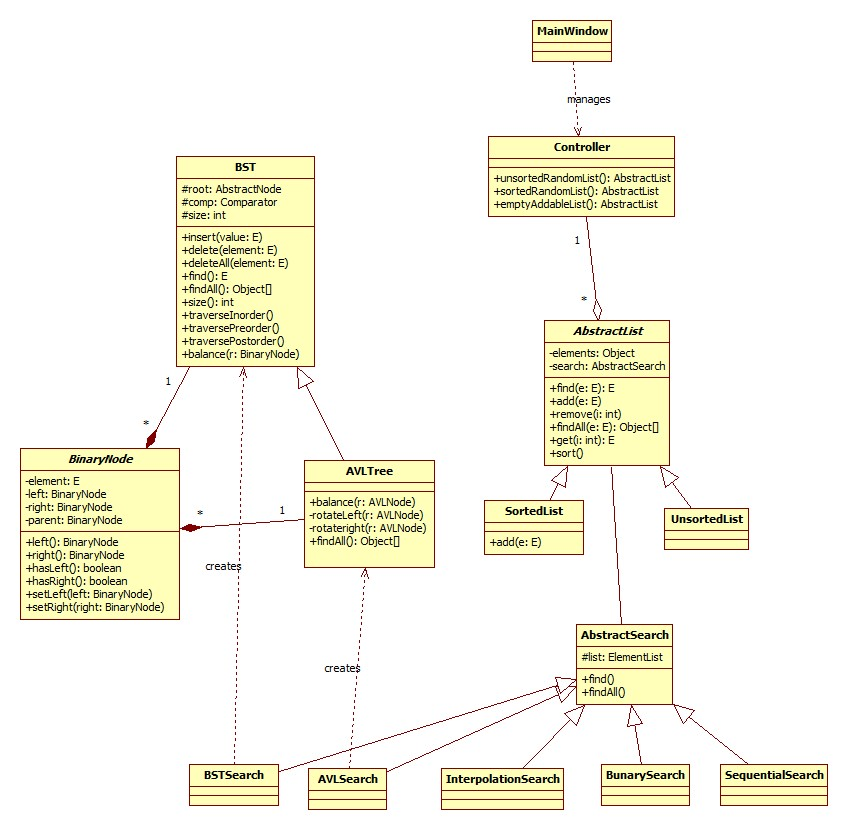 MainWindow
manages
Controller
+unsortedRandomList(): AbstractList
+sortedRandomList(): AbstractList
+emptyAddableList(): AbstractList
1
*
BST
#root: AbstractNode
#comp: Comparator
#size: int
+insert(value: E)
+delete(element: E)
+deleteAll(element: E)
+find(): E
+findAll(): Object[]
+size(): int
+traverseInorder()
+traversePreorder()
+traversePostorder()
+balance(r: BinaryNode)
1
*
AbstractList
-elements: Object
-search: AbstractSearch
+find(e: E): E
+add(e: E)
+remove(i: int)
+findAll(e: E): Object[]
+get(i: int): E
+sort()
BinaryNode
-element: E
-left: BinaryNode
-right: BinaryNode
-parent: BinaryNode
+left(): BinaryNode
+right(): BinaryNode
+hasLeft(): boolean
+hasRight(): boolean
+setLeft(left: BinaryNode)
+setRight(right: BinaryNode)
*
1
AVLTree
+balance(r: AVLNode)
-rotateLeft(r: AVLNode)
-rotateright(r: AVLNode)
+findAll(): Object[]
SortedList
+add(e: E)
UnsortedList
creates
creates
AbstractSearch
#list: ElementList
+find()
+findAll()
BSTSearch
AVLSearch
InterpolationSearch
BunarySearch
SequentialSearch